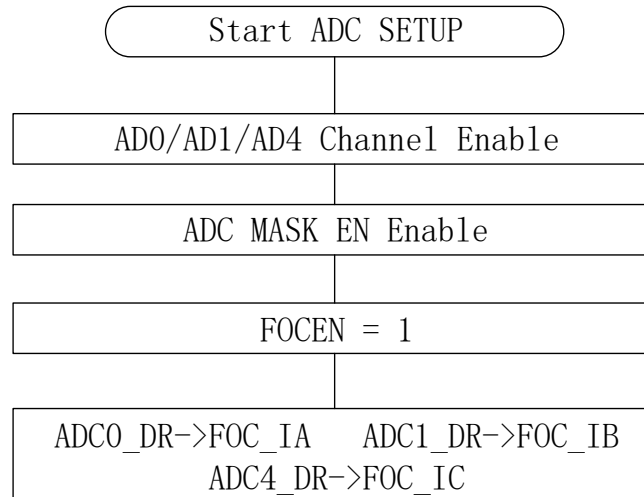 Start ADC SETUP
AD0/AD1/AD4 Channel Enable
ADC MASK EN Enable
FOCEN = 1
ADC0_DR->FOC_IA ADC1_DR->FOC_IB
ADC4_DR->FOC_IC